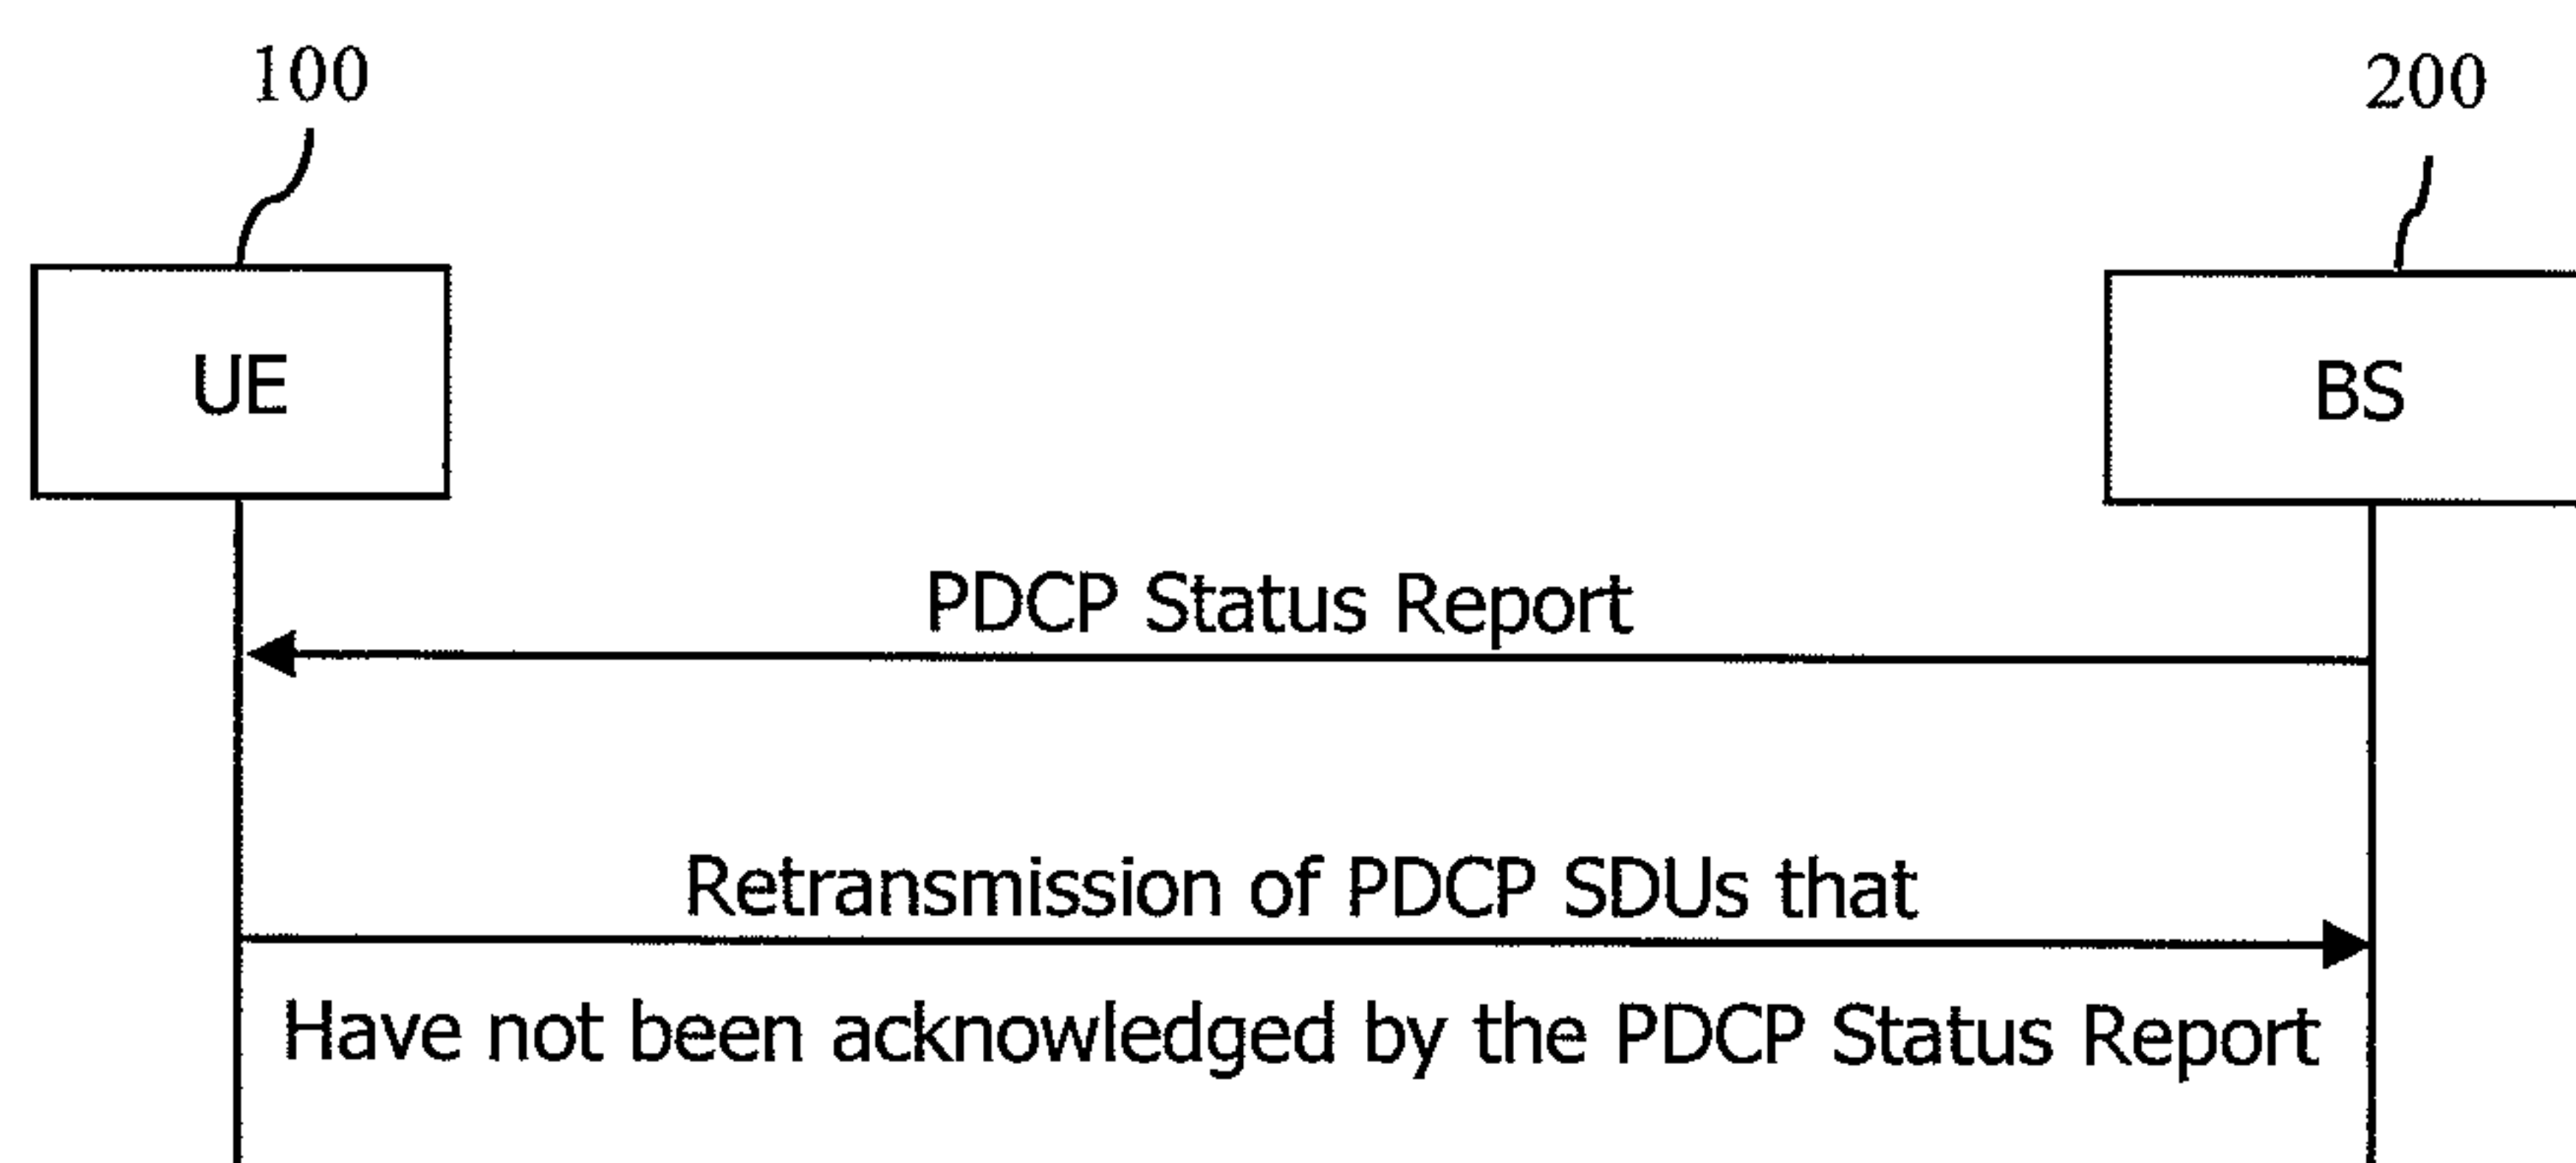 100
200
UE
BS
PDCP Status Report
Retransmission of PDCP SDUs that
Have not been acknowledged by the PDCP Status Report